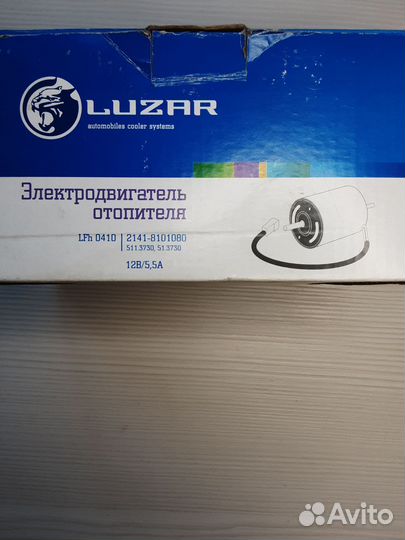 LUZAR
automobiles cooler systems
Электродвигатель
отопителя
LFh 0410 | 2141-8101080
511.3730, 51.3730
12В/5,5А
Avito